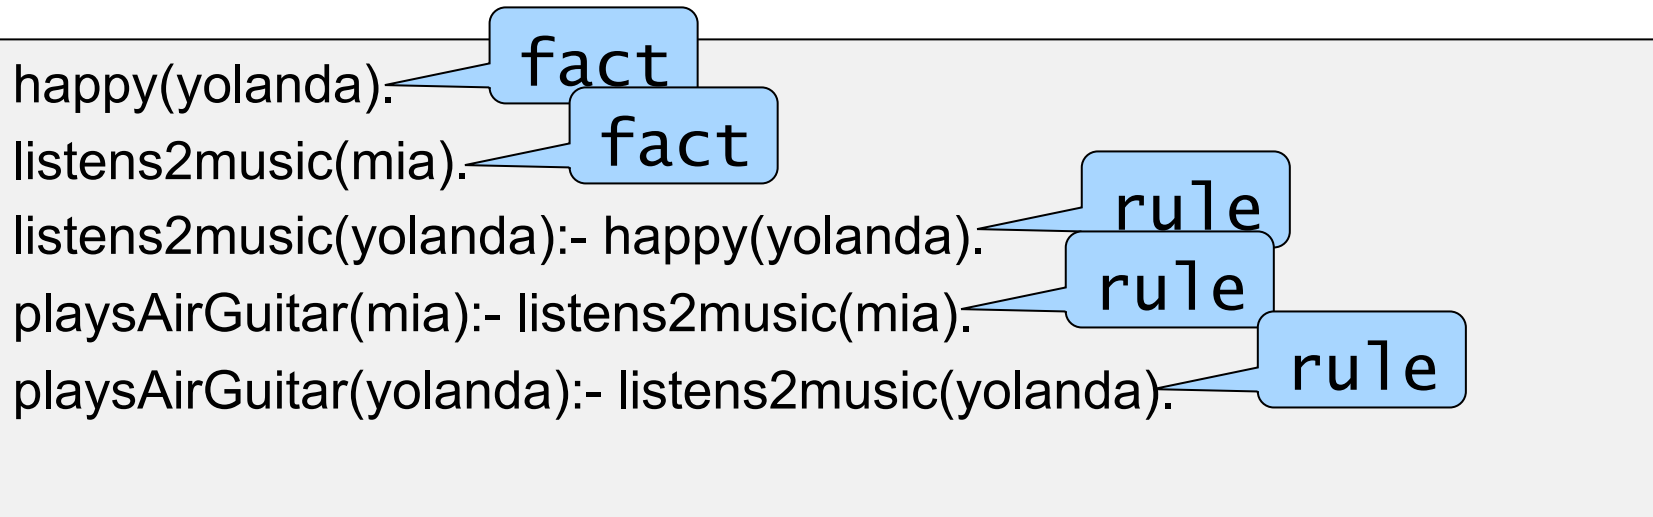 happy(yolanda). fact
listens2music(mia). fact
listens2music(yolanda):- happy(yolanda). rule
playsAirGuitar(mia):- listens2music(mia). rule
playsAirGuitar(yolanda):- listens2music(yolanda). rule